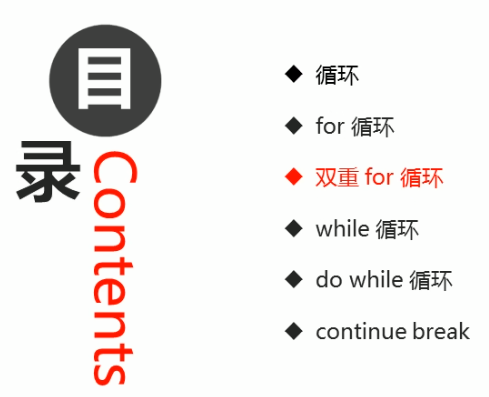 目录
Contents
循环
for 循环
双重 for 循环
while 循环
do while 循环
continue break